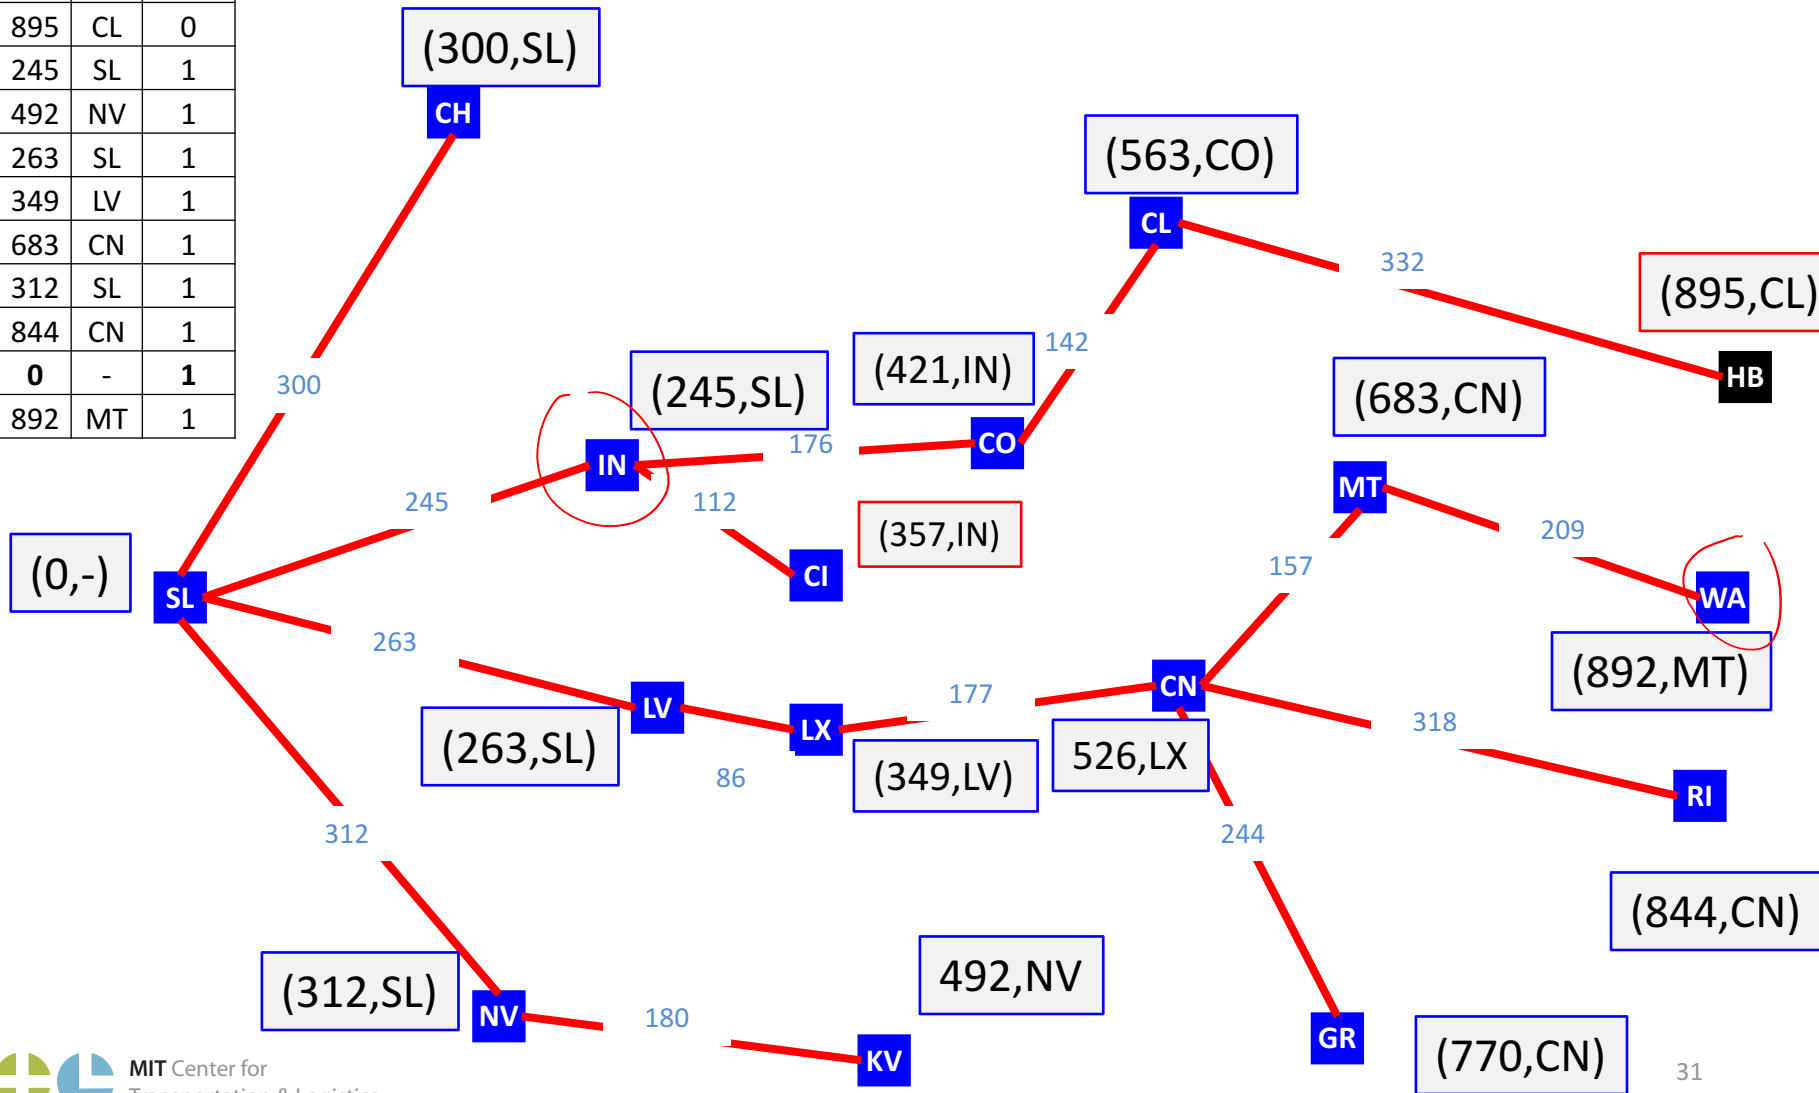 895 CL 0
245 SL 1
492 NV 1
263 SL 1
349 LV 1
683 CN 1
312 SL 1
844 CN 1
0 - 1
892 MT 1
(300,SL)
CH
(563,CO)
CL
332
(895,CL)
HB
300
(245,SL)
(421,IN)
142
(683,CN)
IN
176
CO
MT
245
112
(357,IN)
209
(0,-)
SL
CI
157
WA
263
(892,MT)
LV
LX
177
CN
318
(263,SL)
86
(349,LV)
526,LX
RI
312
244
(844,CN)
(312,SL)
492,NV
NV
180
KV
GR
(770,CN)
31
MIT Center for